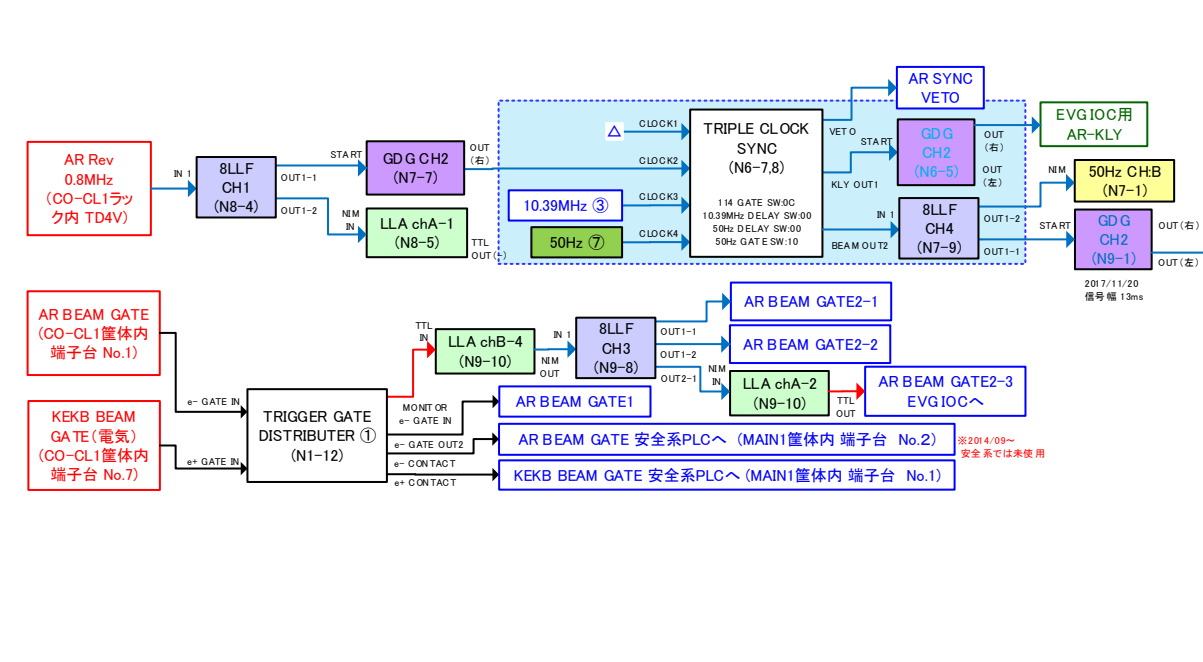 AR Rev
0.8MHz
(CO-CL1ラッ
ク内 TD4V)
IN 1
8LLF
CH1
(N8-4)
OUT1-1
OUT1-2
START
GDG CH2
(N7-7)
OUT
(右)
NIM
IN
LLA chA-1
(N8-5)
TTL
OUT(-)
△
CLOCK1
CLOCK2
10.39MHz ③
CLOCK3
50Hz ⑦
CLOCK4
TRIPLE CLOCK
SYNC
(N6-7,8)
114 GATE SW:0C
10.39MHz DELAY SW:00
50Hz DELAY SW:00
50Hz GATE SW:10
VETO
AR SYNC
VETO
KLY OUT1
START
GDG
CH2
(N6-5)
OUT
(右)
OUT
(左)
EVG IOC用
AR-KLY
BEAM OUT2
IN 1
8LLF
CH4
(N7-9)
OUT1-2
OUT1-1
NIM
50Hz CH:B
(N7-1)
START
GDG
CH2
(N9-1)
OUT(右)
OUT(左)
2017/11/20
信号幅 13ms
AR BEAM GATE
(CO-CL1筐体内
端子台 No.1)
e- GATE IN
KEKB BEAM
GATE(電気)
(CO-CL1筐体内
端子台 No.7)
e+ GATE IN
TRIGGER GATE
DISTRIBUTER ①
(N1-12)
TTL
IN
LLA chB-4
(N9-10)
NIM
OUT
IN 1
8LLF
CH3
(N9-8)
OUT1-1
OUT1-2
OUT2-1
AR BEAM GATE2-1
AR BEAM GATE2-2
NIM
IN
LLA chA-2
(N9-10)
TTL
OUT
AR BEAM GATE2-3
EVG IOCへ
MONITOR
e- GATE IN
AR BEAM GATE1
e- GATE OUT2
AR BEAM GATE 安全系PLCへ (MAIN1筐体内 端子台 No.2)
※2014/09~
安全系では未使用
e- CONTACT
e+ CONTACT
KEKB BEAM GATE 安全系PLCへ (MAIN1筐体内 端子台 No.1)